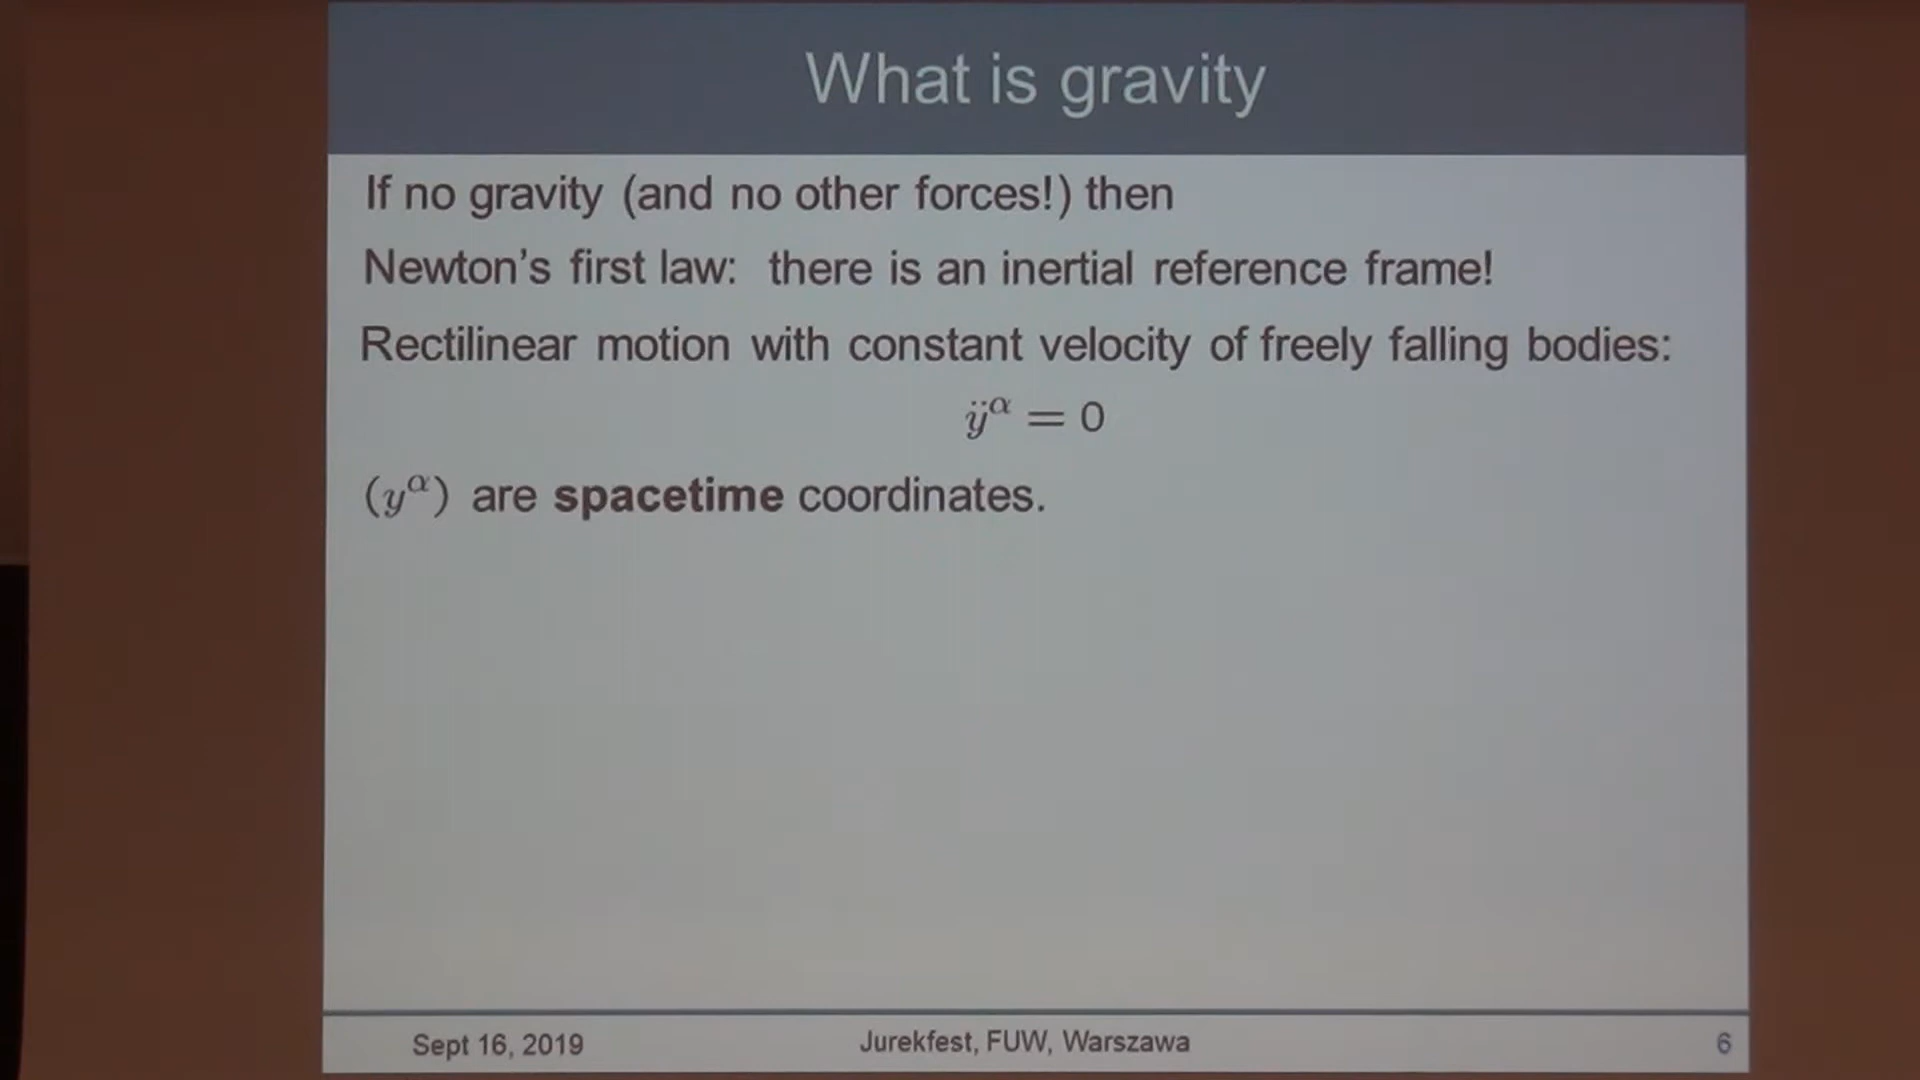 What is gravity
If no gravity (and no other forces!) then
Newton's first law: there is an inertial reference frame!
Rectilinear motion with constant velocity of freely falling bodies:
ÿ^α = 0
(y^α) are spacetime coordinates.
Sept 16, 2019 Jurekfest, FUW, Warszawa 6